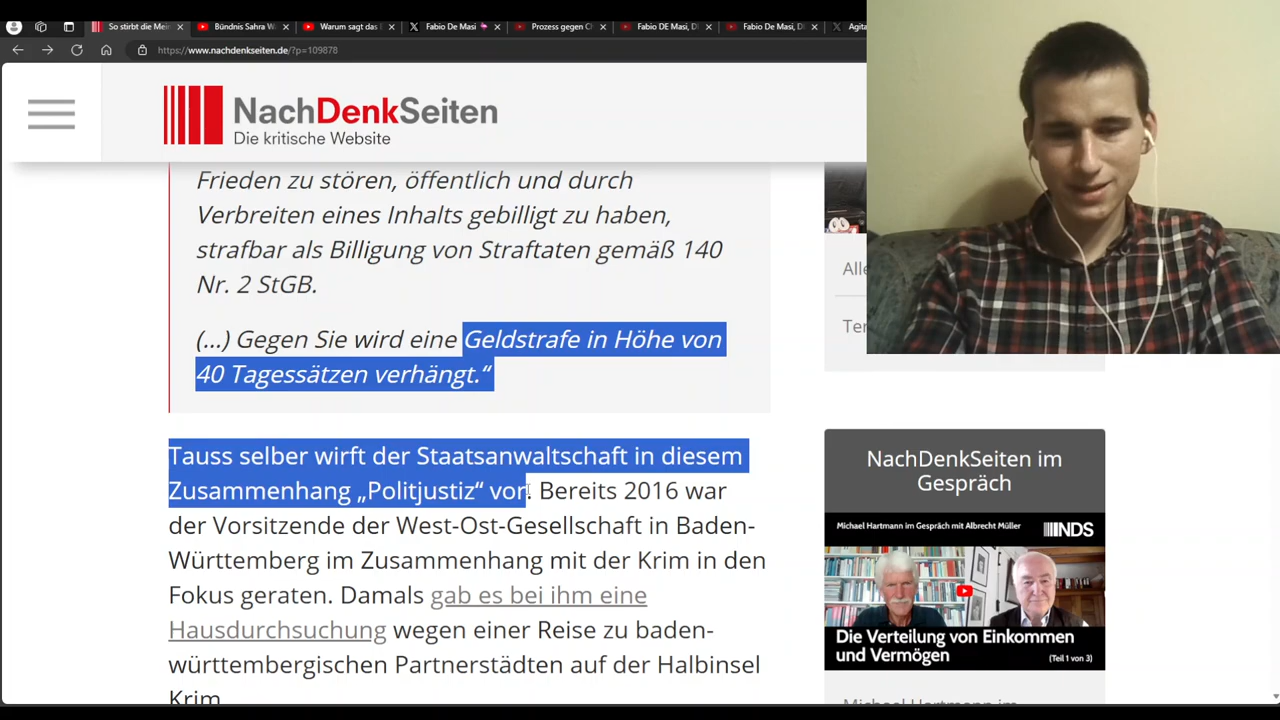 So stirbt die Mei
Bündnis Sahra W
Warum sagt das I
Fabio De Masi
Prozess gegen C
Fabio DE Masi, D
Fabio De Masi, D
Agita
https://www.nachdenkseiten.de/?p=109878
NachDenkSeiten
Die kritische Website
Frieden zu stören, öffentlich und durch
Verbreiten eines Inhalts gebilligt zu haben,
strafbar als Billigung von Straftaten gemäß 140
Nr. 2 StGB.
(...) Gegen Sie wird eine Geldstrafe in Höhe von
40 Tagessätzen verhängt.“
Tauss selber wirft der Staatsanwaltschaft in diesem
Zusammenhang „Politjustiz“ vor. Bereits 2016 war
der Vorsitzende der West-Ost-Gesellschaft in Baden-
Württemberg im Zusammenhang mit der Krim in den
Fokus geraten. Damals gab es bei ihm eine
Hausdurchsuchung wegen einer Reise zu baden-
württembergischen Partnerstädten auf der Halbinsel
Krim
Alle
Ter
NachDenkSeiten im
Gespräch
Michael Hartmann im Gespräch mit Albrecht Müller
NDS
Die Verteilung von Einkommen
und Vermögen
(Teil 1 von 3)
Michael Hartmann im